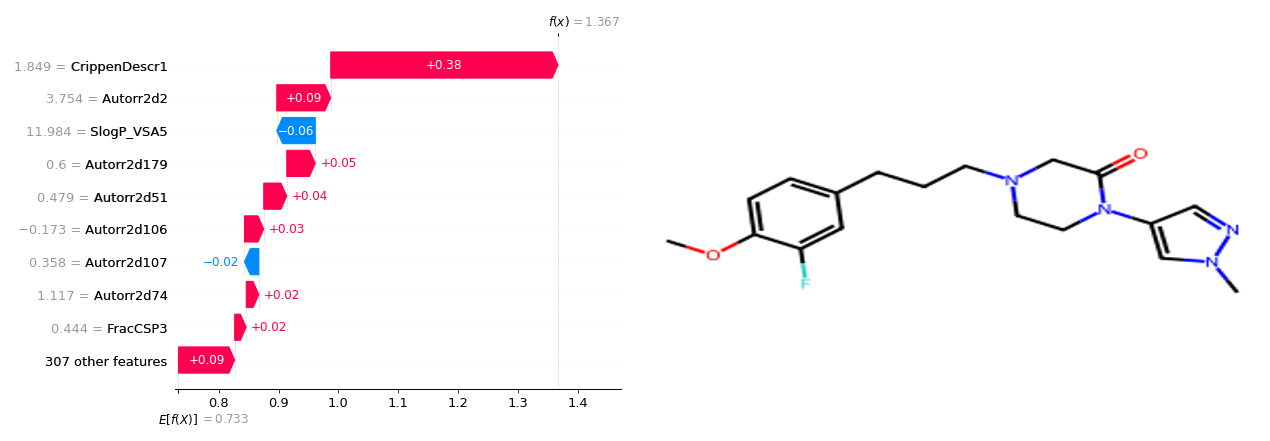 f(x) = 1.367
1.849 = CrippenDescr1
+0.38
3.754 = Autorr2d2
+0.09
11.984 = SlogP_VSA5
−0.06
0.6 = Autorr2d179
+0.05
0.479 = Autorr2d51
+0.04
−0.173 = Autorr2d106
+0.03
0.358 = Autorr2d107
−0.02
1.117 = Autorr2d74
+0.02
0.444 = FracCSP3
+0.02
307 other features
+0.09
0.8 0.9 1.0 1.1 1.2 1.3 1.4
E[f(X)] = 0.733
O
N
N
N
N
O
F